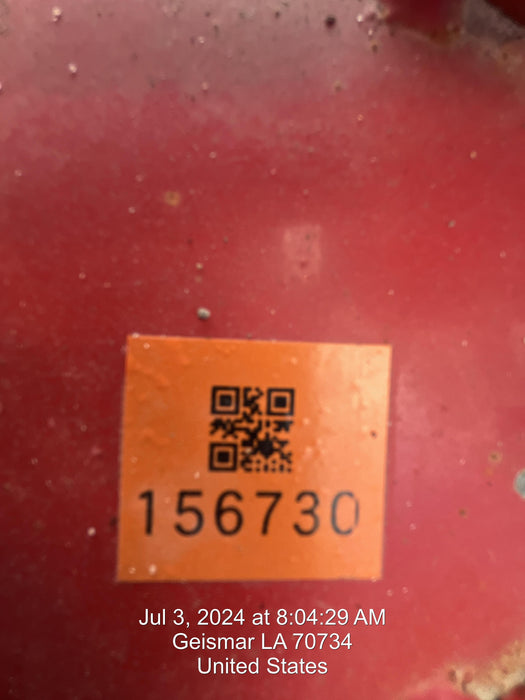 156730
Jul 3, 2024 at 8:04:29 AM
Geismar LA 70734
United States